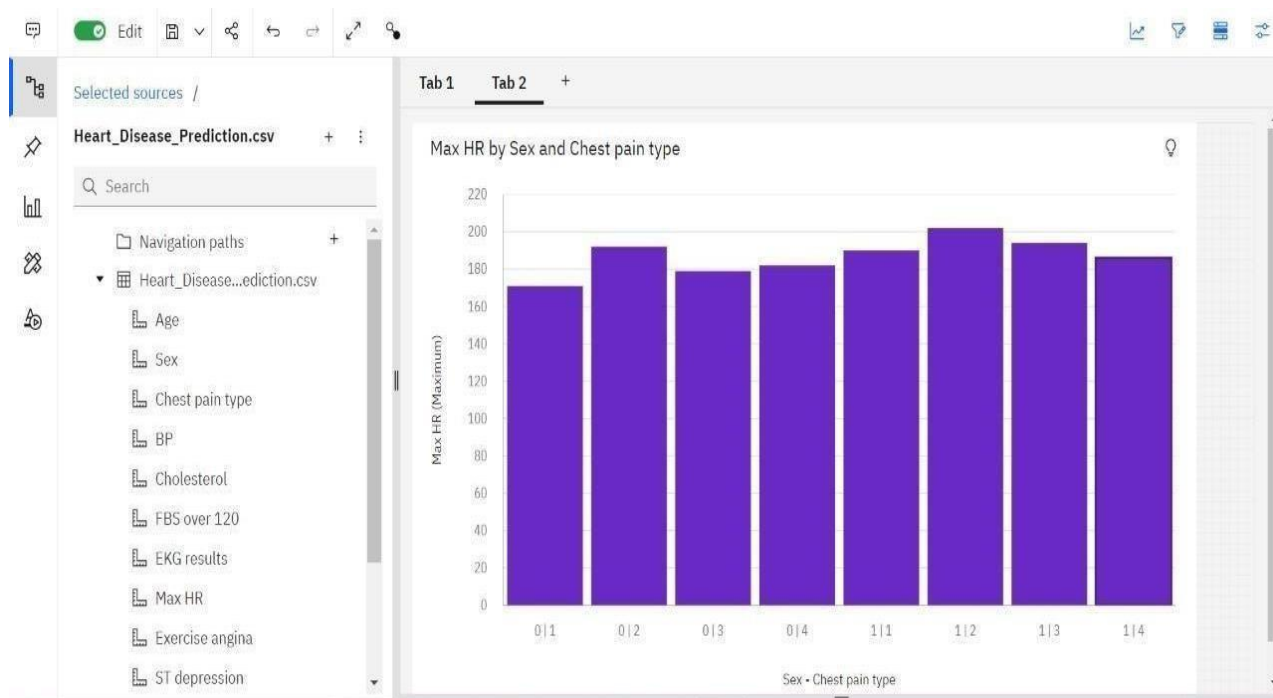 Edit
Selected sources /
Heart_Disease_Prediction.csv + ⋮
Search
Navigation paths +
Heart_Disease...ediction.csv
Age
Sex
Chest pain type
BP
Cholesterol
FBS over 120
EKG results
Max HR
Exercise angina
ST depression
Tab 1 Tab 2 +
Max HR by Sex and Chest pain type
Max HR (Maximum)
220
200
180
160
140
120
100
80
60
40
20
0
0|1 0|2 0|3 0|4 1|1 1|2 1|3 1|4
Sex - Chest pain type